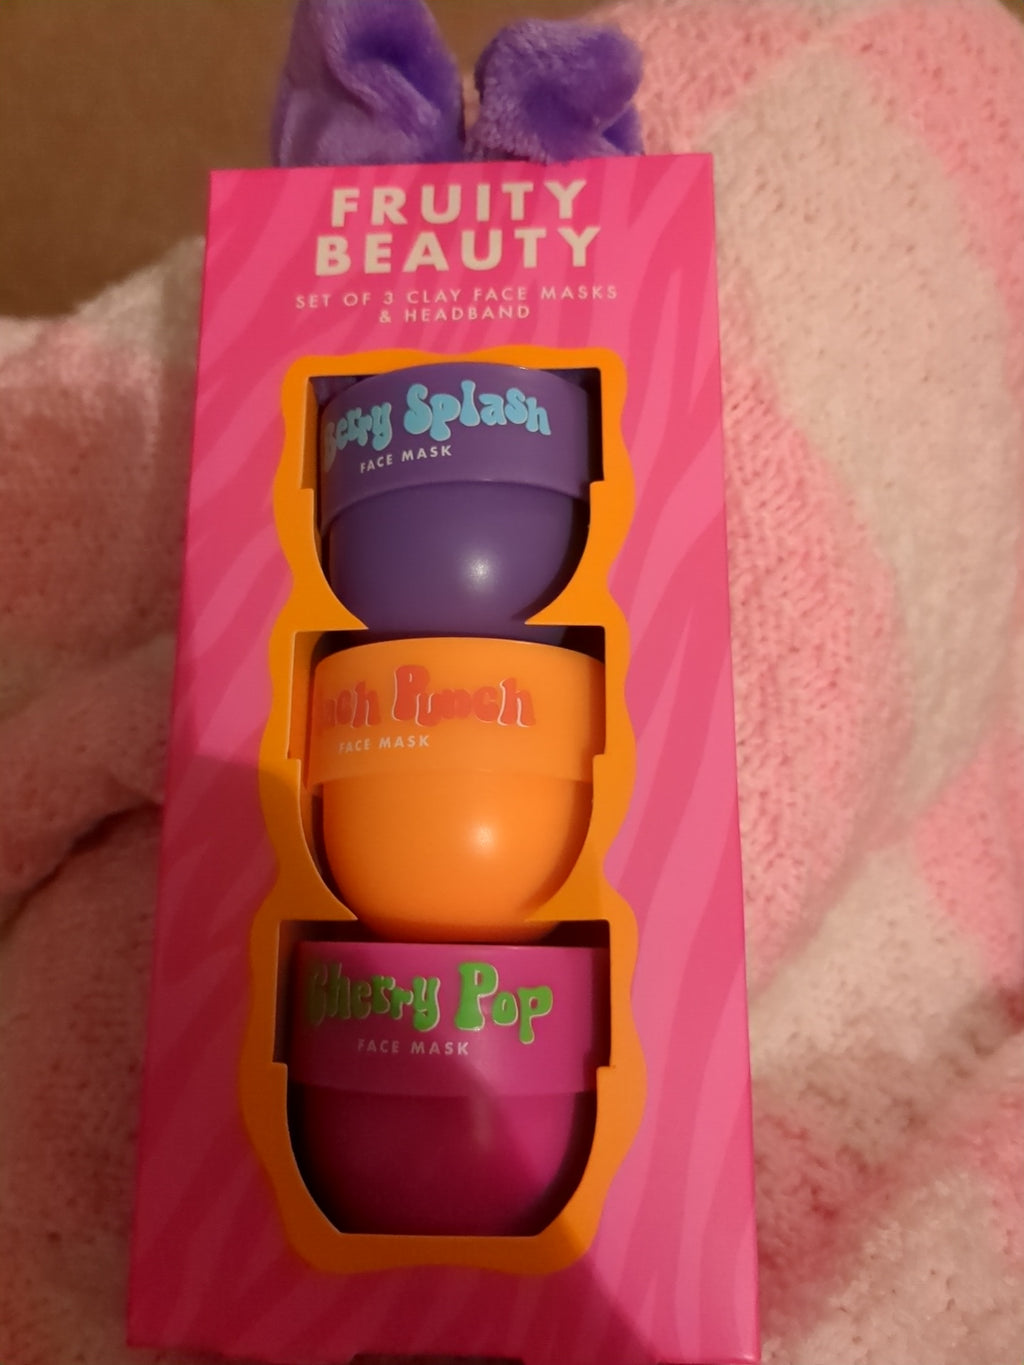 FRUITY
BEAUTY
SET OF 3 CLAY FACE MASKS
& HEADBAND
Berry Splash
FACE MASK
Punch
FACE MASK
Cherry Pop
FACE MASK